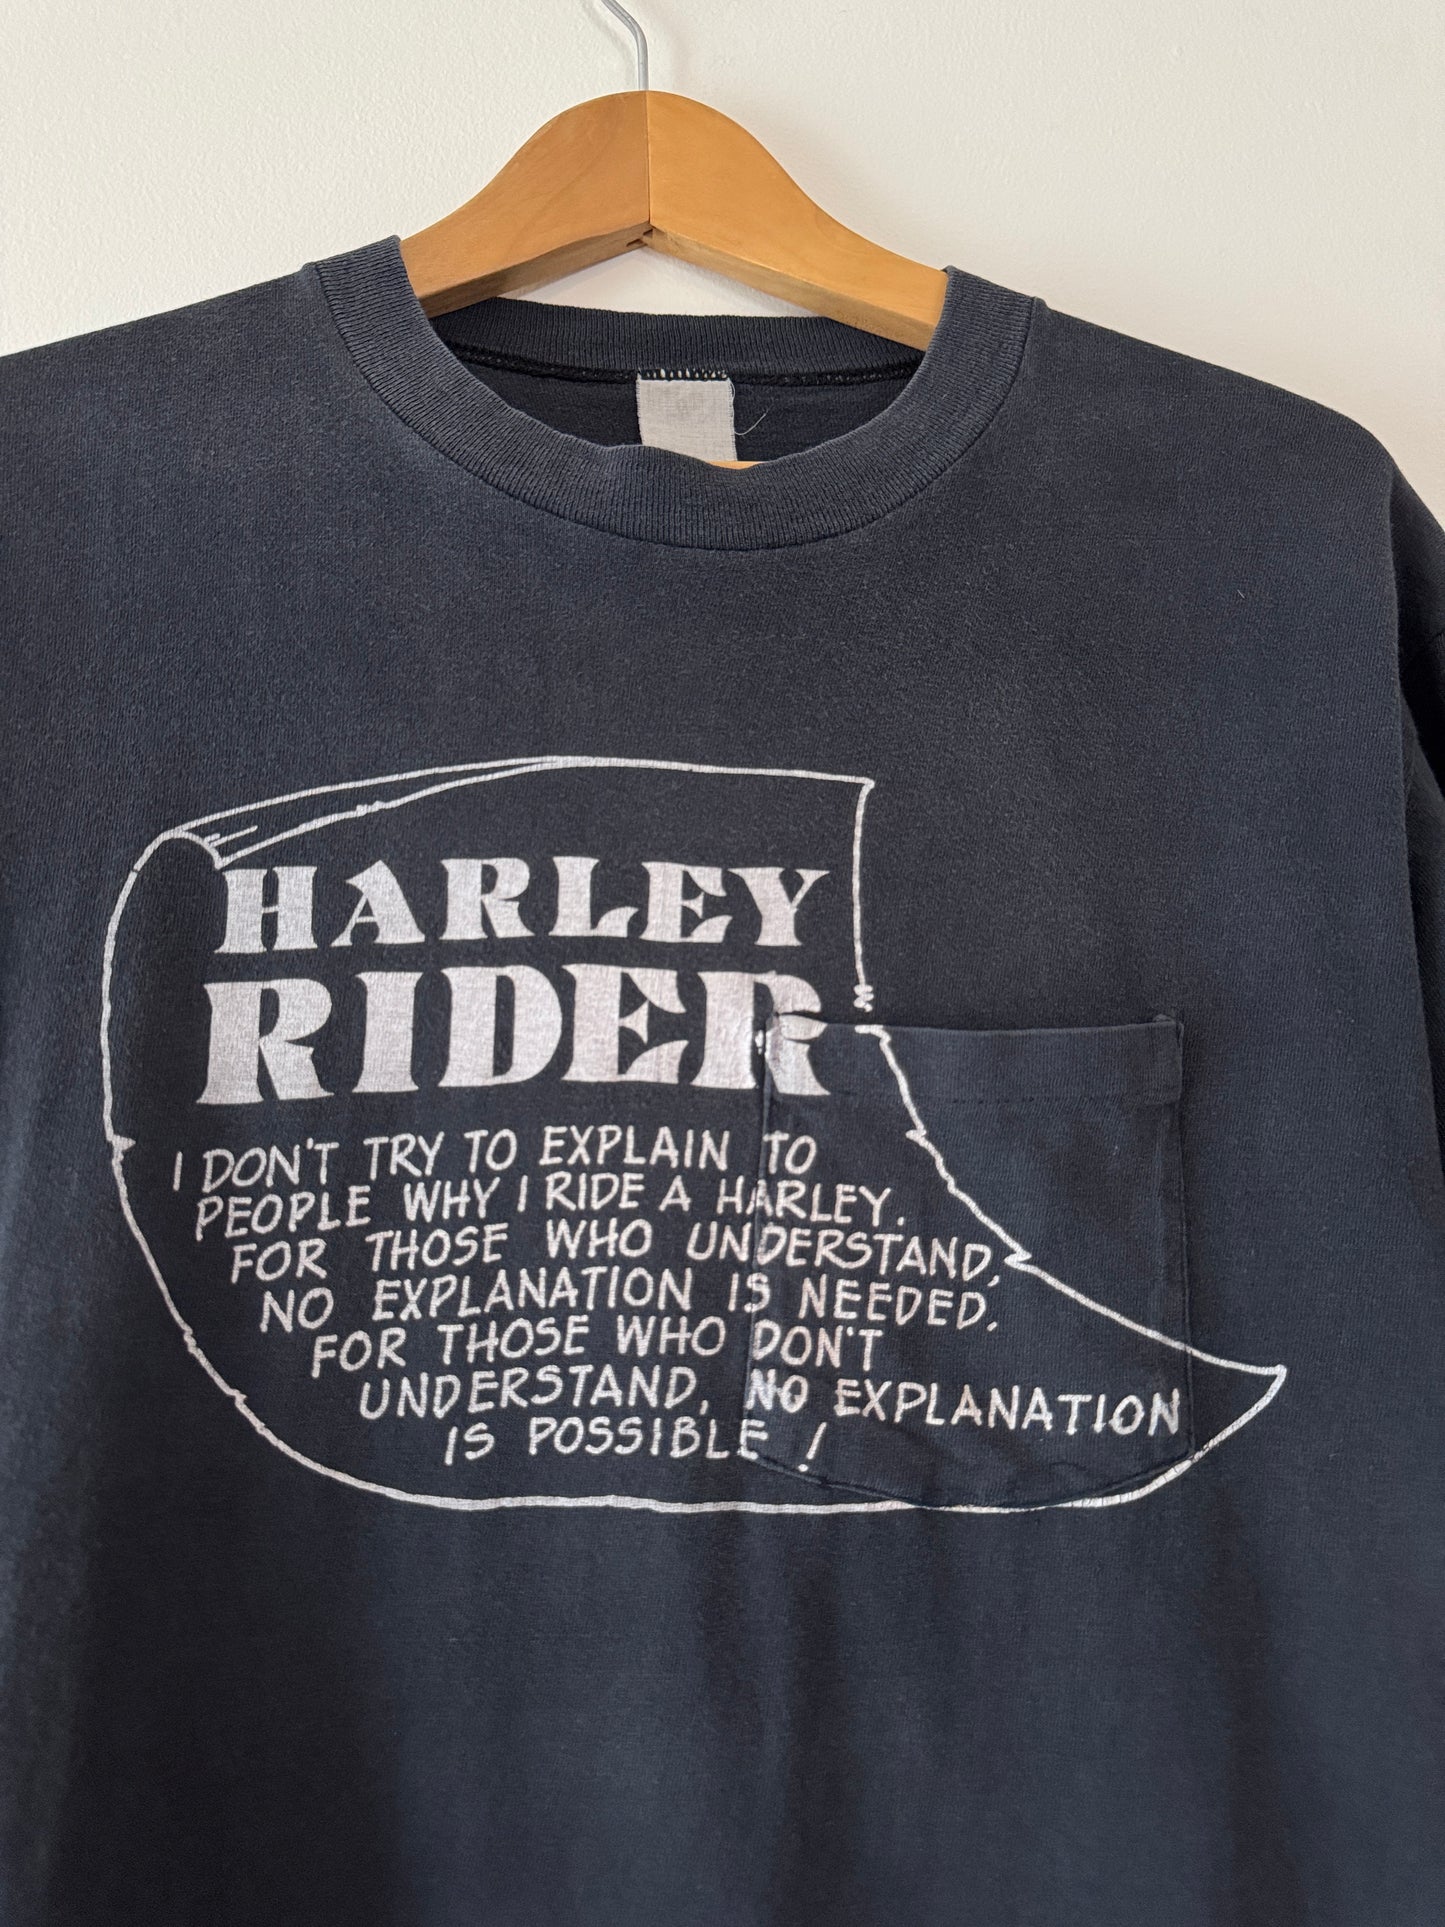 HARLEY
RIDER
I DON'T TRY TO EXPLAIN TO
PEOPLE WHY I RIDE A HARLEY.
FOR THOSE WHO UNDERSTAND,
NO EXPLANATION IS NEEDED.
FOR THOSE WHO DON'T
UNDERSTAND, NO EXPLANATION
IS POSSIBLE !